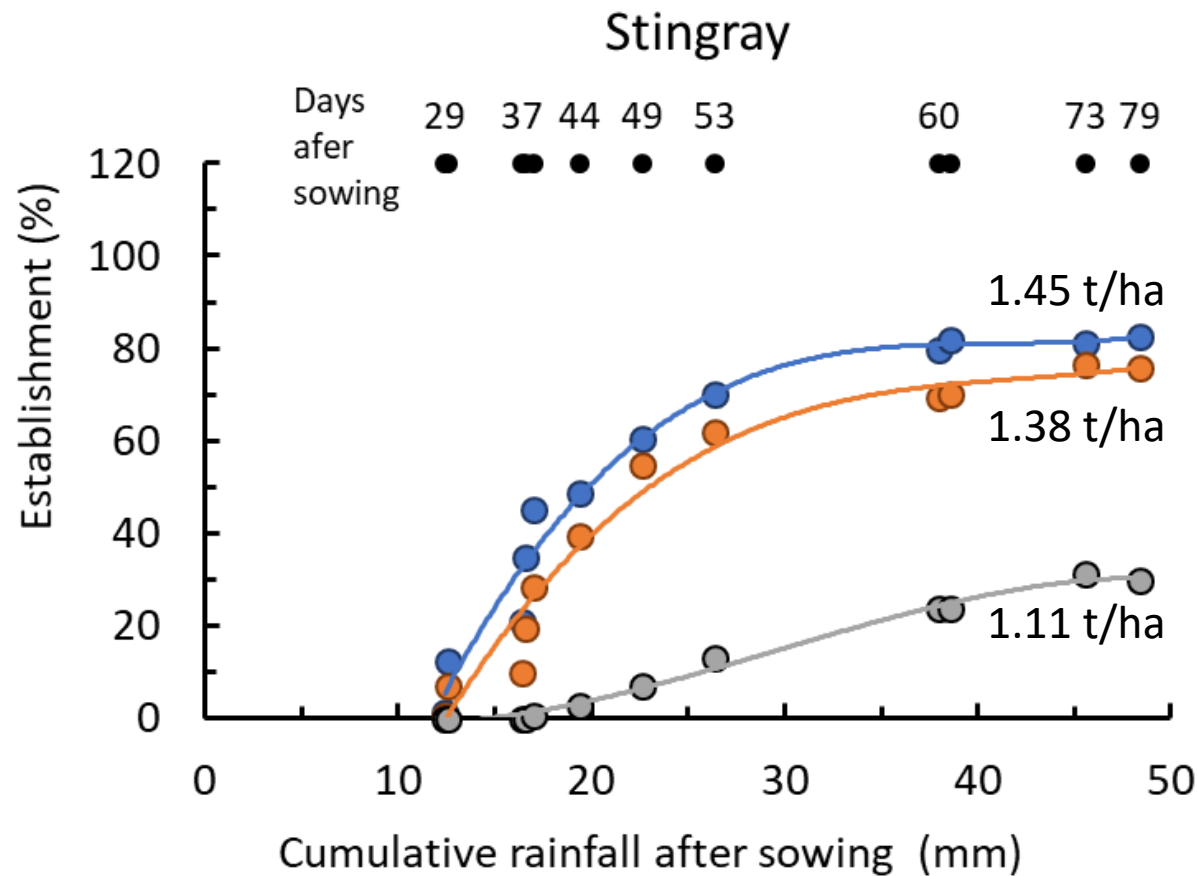 Stingray
Days
afer
sowing
29 37 44 49 53 60 73 79
120
100
80
60
40
20
0
Establishment (%)
1.45 t/ha
1.38 t/ha
1.11 t/ha
0 10 20 30 40 50
Cumulative rainfall after sowing (mm)